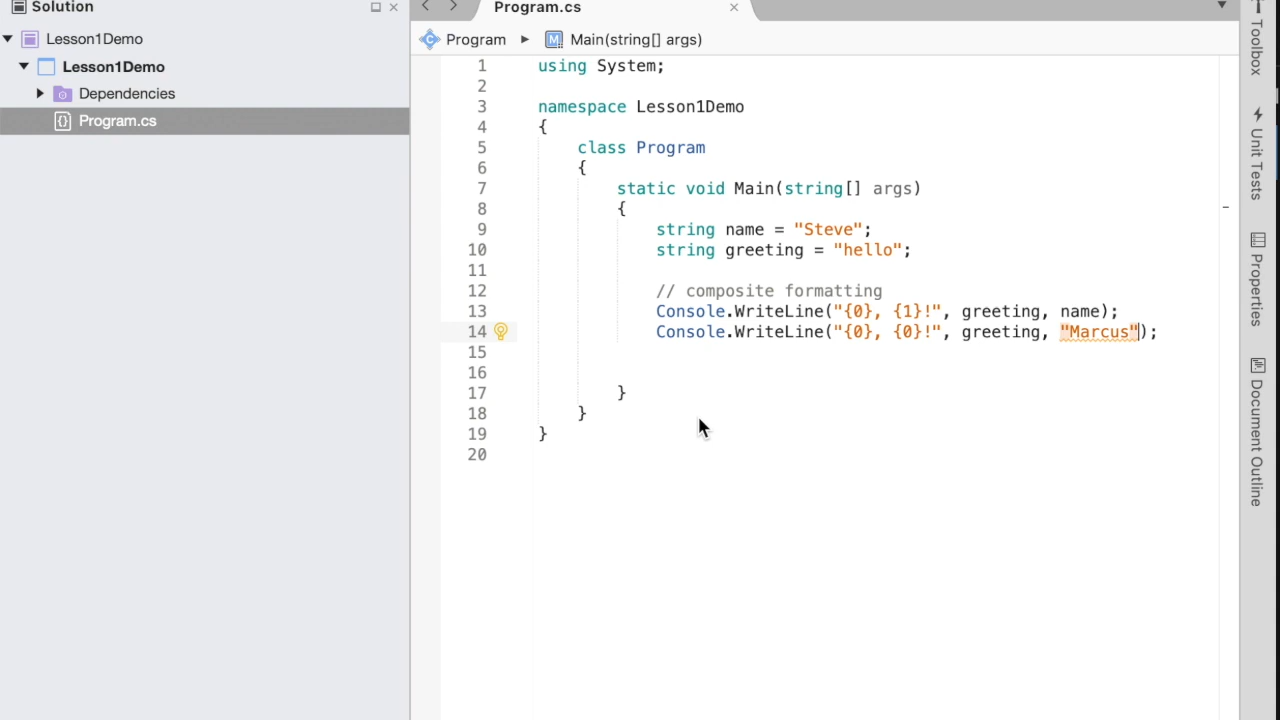 Solution
Lesson1Demo
Lesson1Demo
Dependencies
Program.cs
Program.cs
Program ▸ Main(string[] args)
1 using System;
2
3 namespace Lesson1Demo
4 {
5 class Program
6 {
7 static void Main(string[] args)
8 {
9 string name = "Steve";
10 string greeting = "hello";
11
12 // composite formatting
13 Console.WriteLine("{0}, {1}!", greeting, name);
14 Console.WriteLine("{0}, {0}!", greeting, "Marcus");
15
16
17 }
18 }
19 }
20
Toolbox
Unit Tests
Properties
Document Outline